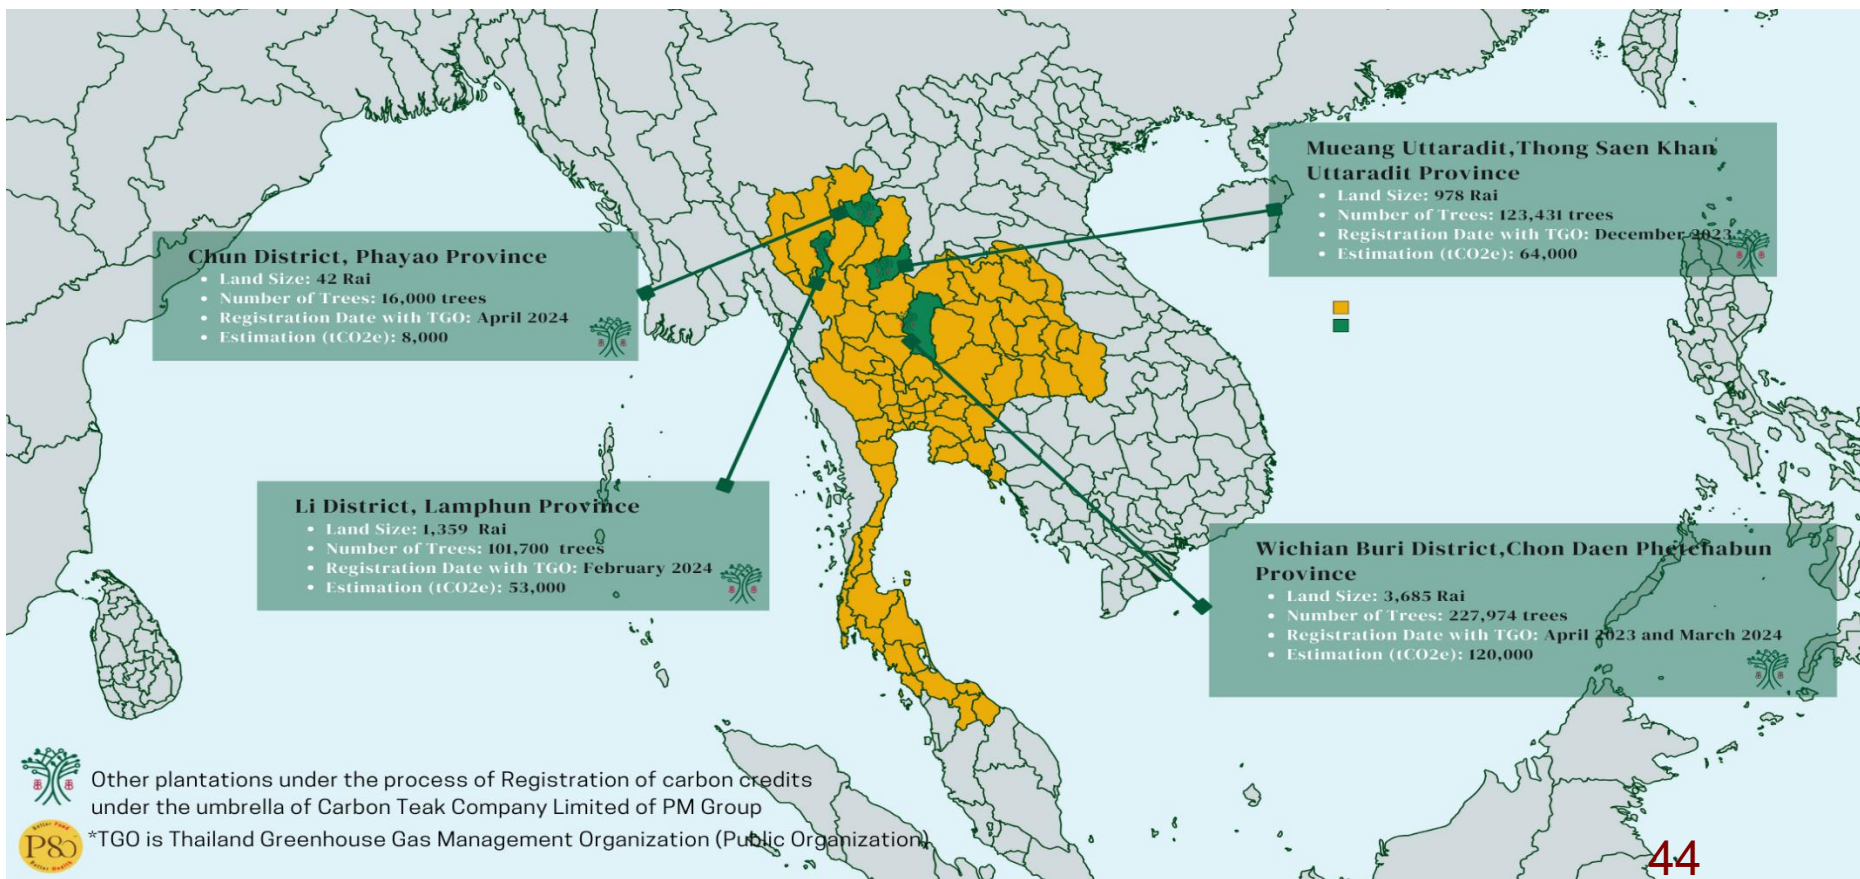 Mueang Uttaradit,Thong Saen Khan
Uttaradit Province
• Land Size: 978 Rai
• Number of Trees: 123,431 trees
• Registration Date with TGO: December 2023
• Estimation (tCO2e): 64,000
Chun District, Phayao Province
• Land Size: 42 Rai
• Number of Trees: 16,000 trees
• Registration Date with TGO: April 2024
• Estimation (tCO2e): 8,000
Li District, Lamphun Province
• Land Size: 1,359 Rai
• Number of Trees: 101,700 trees
• Registration Date with TGO: February 2024
• Estimation (tCO2e): 53,000
Wichian Buri District,Chon Daen Phetchabun
Province
• Land Size: 3,685 Rai
• Number of Trees: 227,974 trees
• Registration Date with TGO: April 2023 and March 2024
• Estimation (tCO2e): 120,000
Other plantations under the process of Registration of carbon credits
under the umbrella of Carbon Teak Company Limited of PM Group
Better Food
P80
Better Health
*TGO is Thailand Greenhouse Gas Management Organization (Public Organization)
44